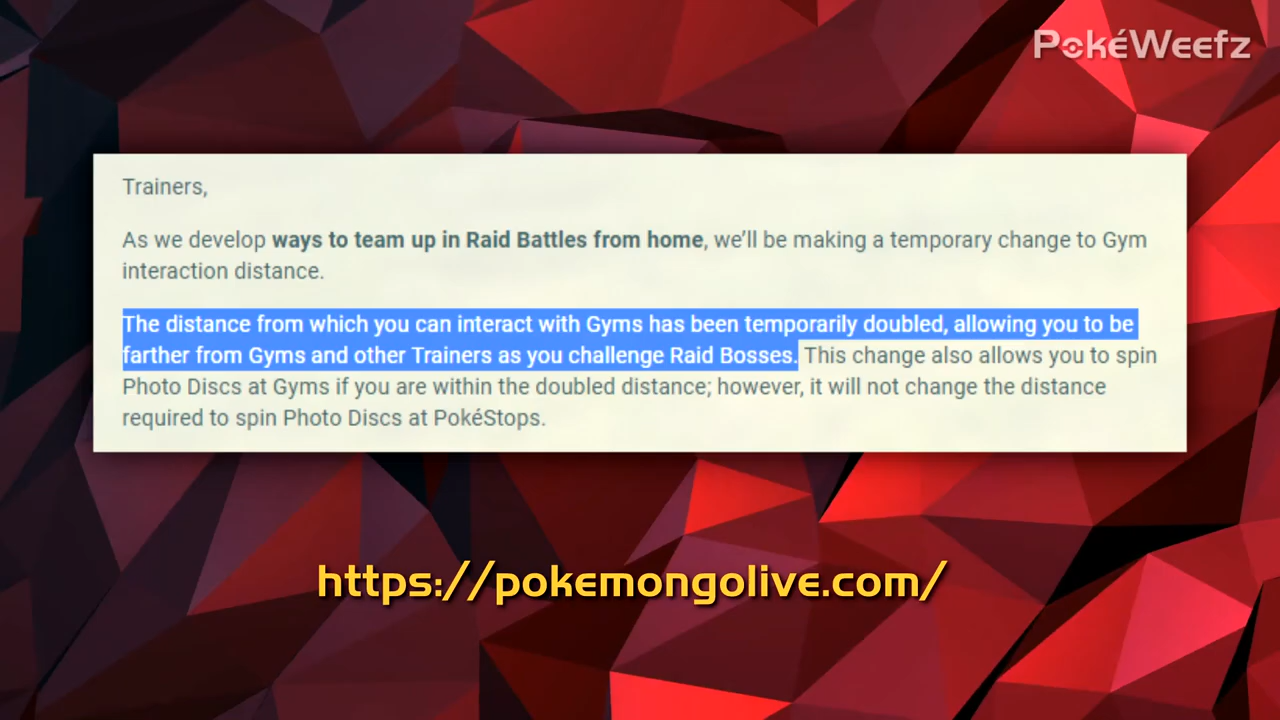 PokéWeefz
Trainers,
As we develop ways to team up in Raid Battles from home, we'll be making a temporary change to Gym
interaction distance.
The distance from which you can interact with Gyms has been temporarily doubled, allowing you to be
farther from Gyms and other Trainers as you challenge Raid Bosses. This change also allows you to spin
Photo Discs at Gyms if you are within the doubled distance; however, it will not change the distance
required to spin Photo Discs at PokéStops.
https://pokemongolive.com/